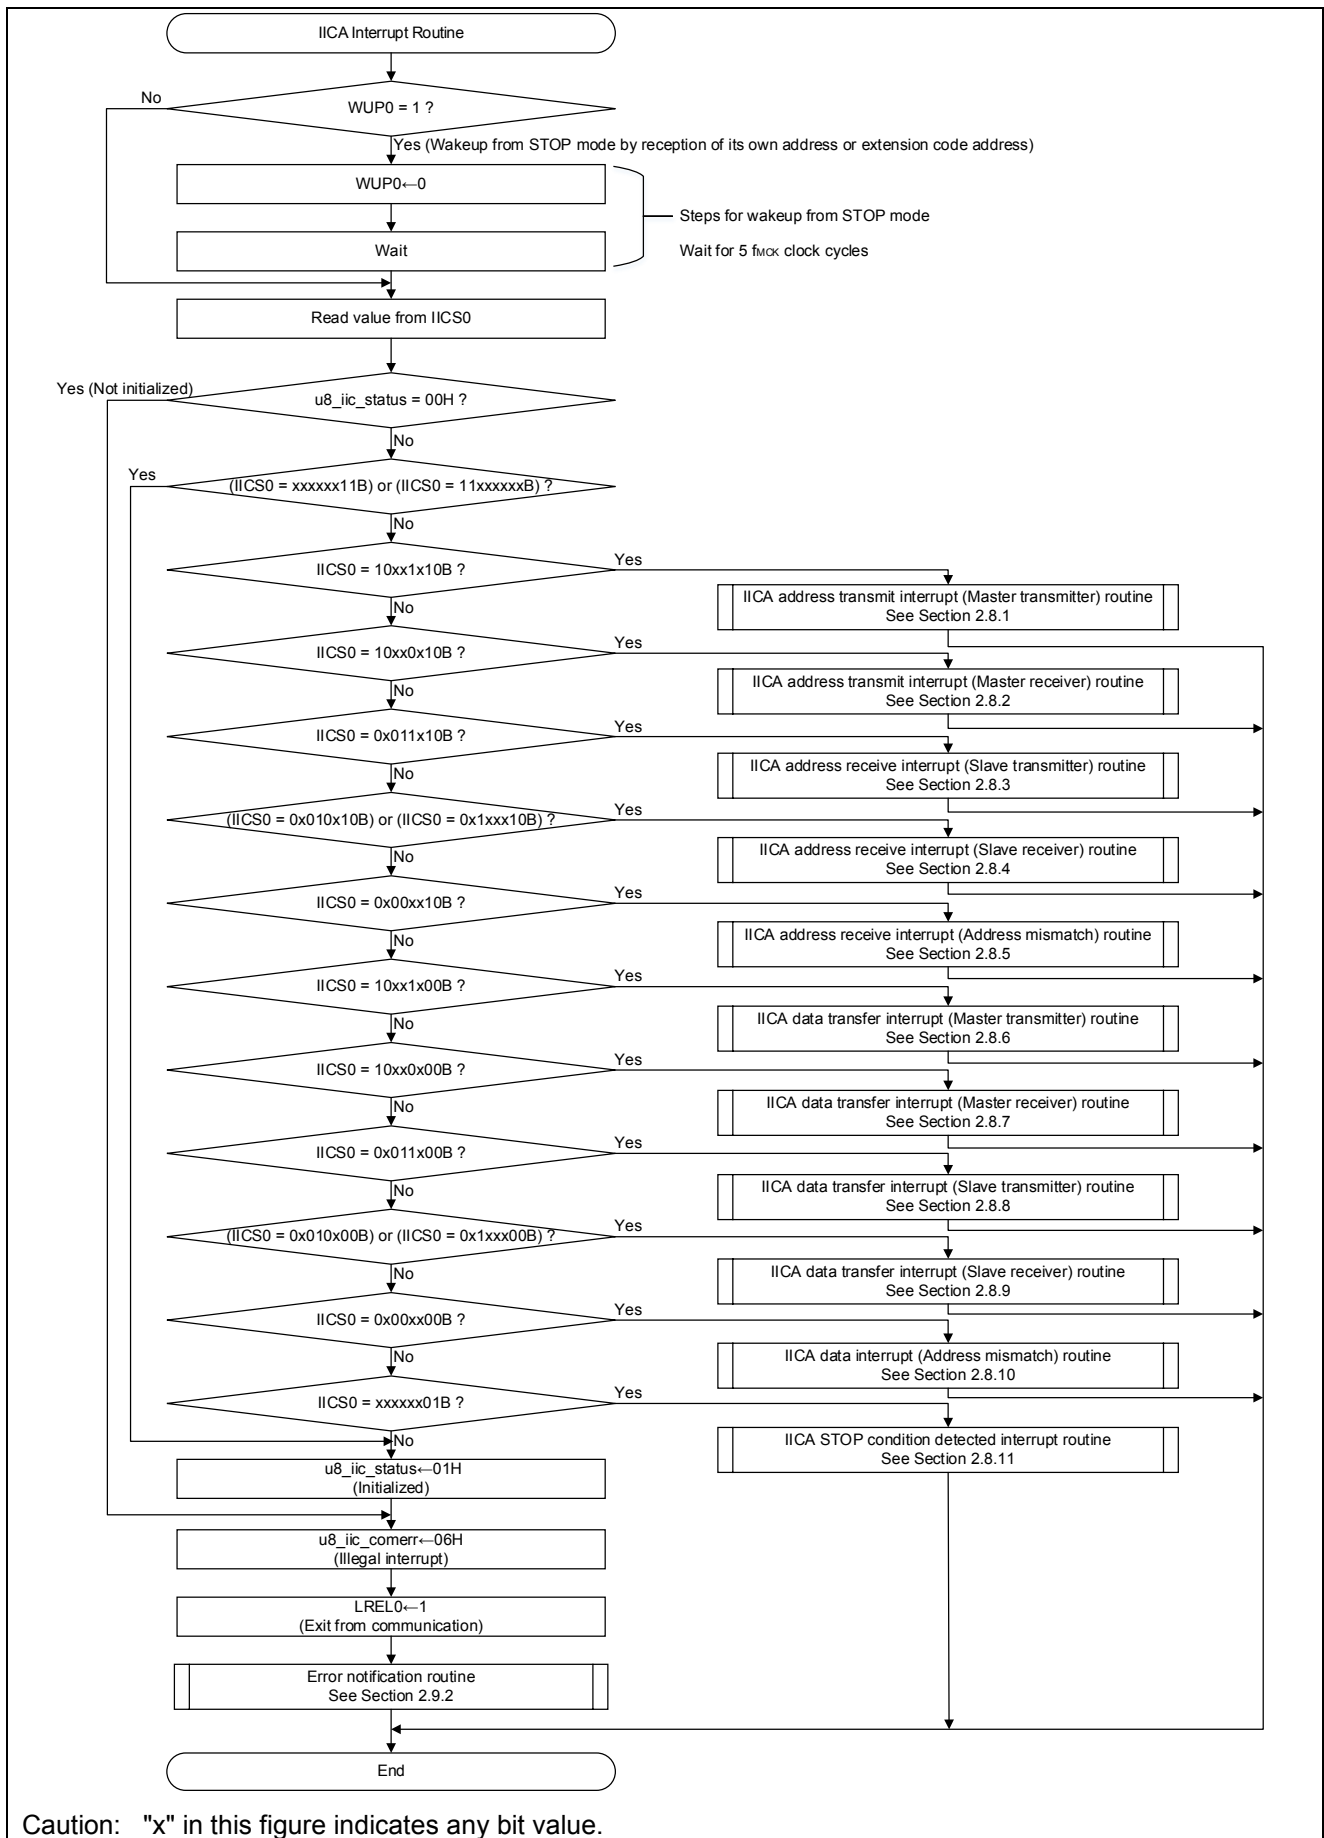 IICA Interrupt Routine
No
WUP0 = 1 ?
Yes (Wakeup from STOP mode by reception of its own address or extension code address)
WUP0←0
Steps for wakeup from STOP mode
Wait
Wait for 5 fMCK clock cycles
Read value from IICS0
Yes (Not initialized)
u8_iic_status = 00H ?
No
Yes
(IICS0 = xxxxxx11B) or (IICS0 = 11xxxxxxB) ?
No
IICS0 = 10xx1x10B ?
Yes
IICA address transmit interrupt (Master transmitter) routine
See Section 2.8.1
No
IICS0 = 10xx0x10B ?
Yes
IICA address transmit interrupt (Master receiver) routine
See Section 2.8.2
No
IICS0 = 0x011x10B ?
Yes
IICA address receive interrupt (Slave transmitter) routine
See Section 2.8.3
No
(IICS0 = 0x010x10B) or (IICS0 = 0x1xxx10B) ?
Yes
IICA address receive interrupt (Slave receiver) routine
See Section 2.8.4
No
IICS0 = 0x00xx10B ?
Yes
IICA address receive interrupt (Address mismatch) routine
See Section 2.8.5
No
IICS0 = 10xx1x00B ?
Yes
IICA data transfer interrupt (Master transmitter) routine
See Section 2.8.6
No
IICS0 = 10xx0x00B ?
Yes
IICA data transfer interrupt (Master receiver) routine
See Section 2.8.7
No
IICS0 = 0x011x00B ?
Yes
IICA data transfer interrupt (Slave transmitter) routine
See Section 2.8.8
No
(IICS0 = 0x010x00B) or (IICS0 = 0x1xxx00B) ?
Yes
IICA data transfer interrupt (Slave receiver) routine
See Section 2.8.9
No
IICS0 = 0x00xx00B ?
Yes
IICA data interrupt (Address mismatch) routine
See Section 2.8.10
No
IICS0 = xxxxxx01B ?
Yes
IICA STOP condition detected interrupt routine
See Section 2.8.11
No
u8_iic_status←01H
(Initialized)
u8_iic_comerr←06H
(Illegal interrupt)
LREL0←1
(Exit from communication)
Error notification routine
See Section 2.9.2
End
Caution: "x" in this figure indicates any bit value.